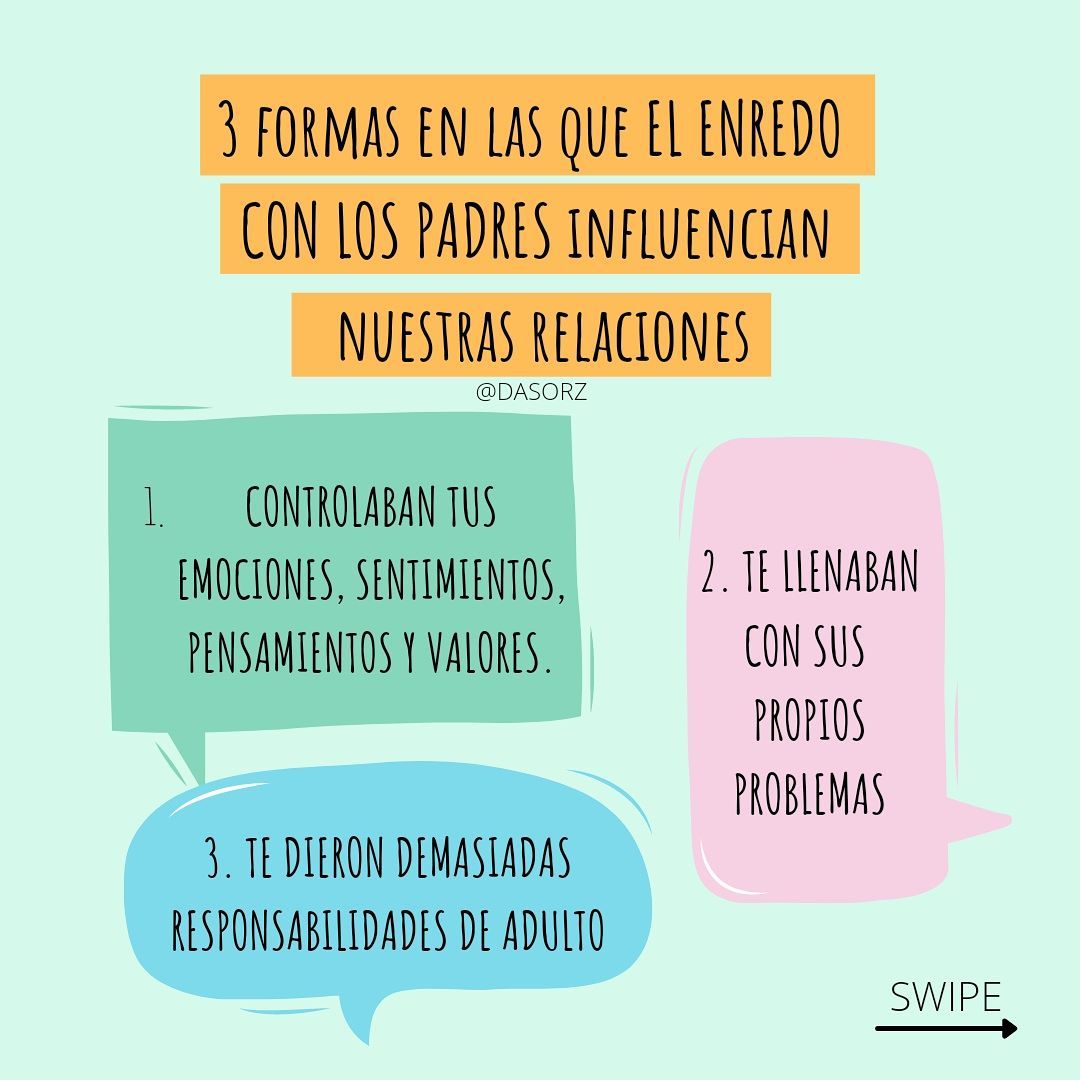 3 FORMAS EN LAS QUE EL ENREDO
CON LOS PADRES INFLUENCIAN
NUESTRAS RELACIONES
@DASORZ
1. CONTROLABAN TUS
EMOCIONES, SENTIMIENTOS,
PENSAMIENTOS Y VALORES.
2. TE LLENABAN
CON SUS
PROPIOS
PROBLEMAS
3. TE DIERON DEMASIADAS
RESPONSABILIDADES DE ADULTO
SWIPE